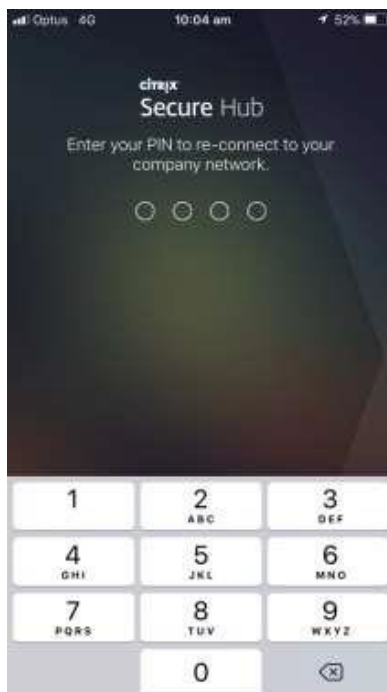 Optus 4G 10:04 am 52%
citrix
Secure Hub
Enter your PIN to re-connect to your
company network.
1 2 3
ABC DEF
4 5 6
GHI JKL MNO
7 8 9
PQRS TUV WXYZ
0